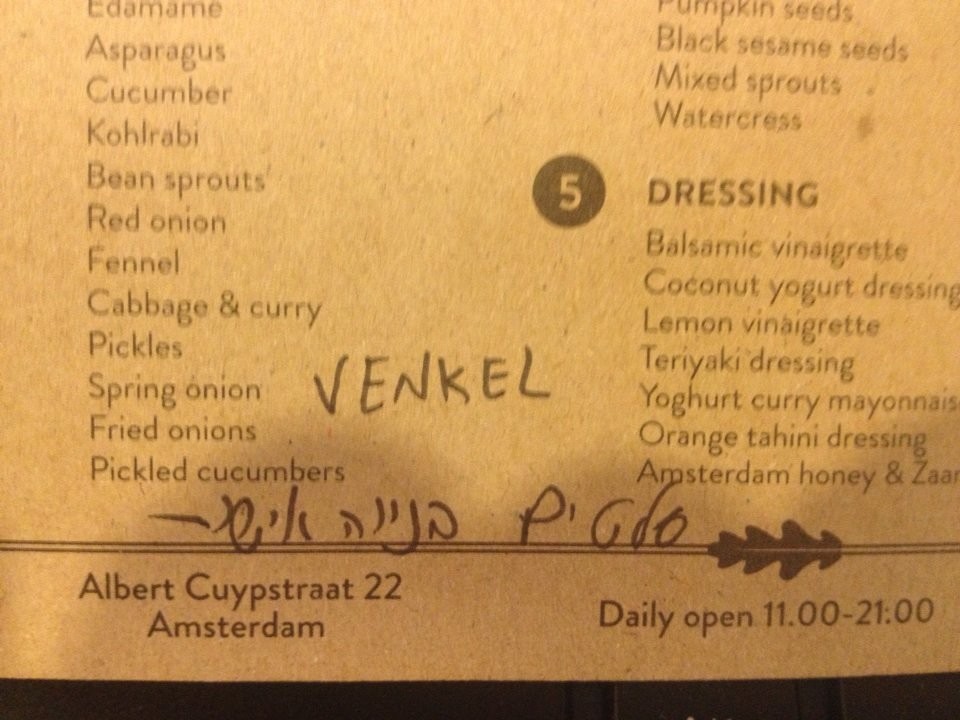 Edamame
Asparagus
Cucumber
Kohlrabi
Bean sprouts
Red onion
Fennel
Cabbage & curry
Pickles
Spring onion
Fried onions
Pickled cucumbers
VENKEL
Pumpkin seeds
Black sesame seeds
Mixed sprouts
Watercress
5 DRESSING
Balsamic vinaigrette
Coconut yogurt dressing
Lemon vinaigrette
Teriyaki dressing
Yoghurt curry mayonnais
Orange tahini dressing
Amsterdam honey & Zaan
סלטים בנייה אישית
Albert Cuypstraat 22
Amsterdam
Daily open 11.00-21:00